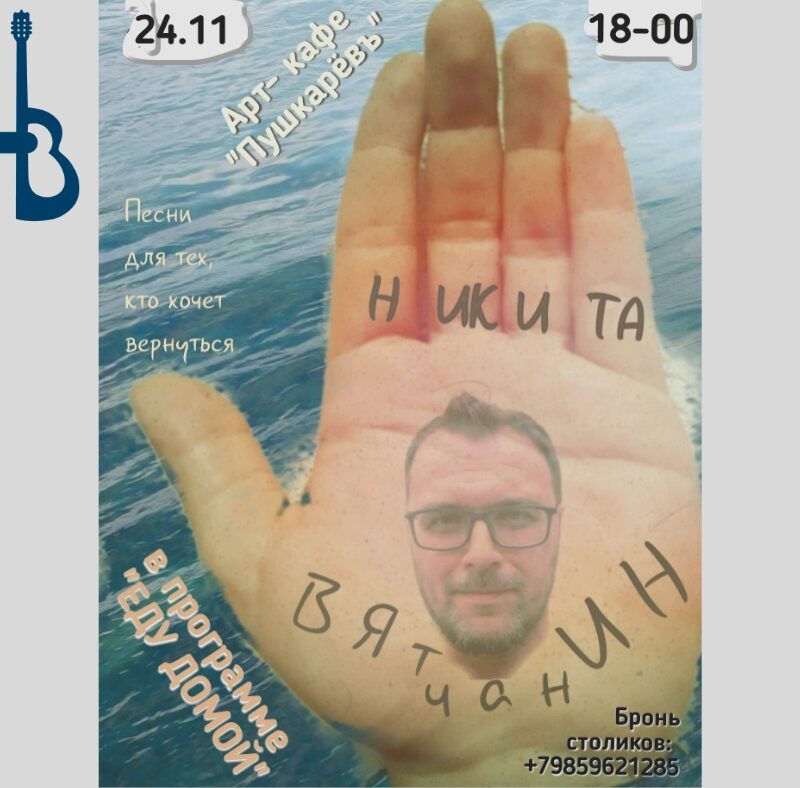 24.11
18-00
Арт- кафе
"Пушкарёвъ"
Песни
для тех,
кто хочет
вернуться
НИКИТА
ВЯтчанИН
в программе
"ЕДУ ДОМОЙ"
Бронь
столиков:
+79859621285